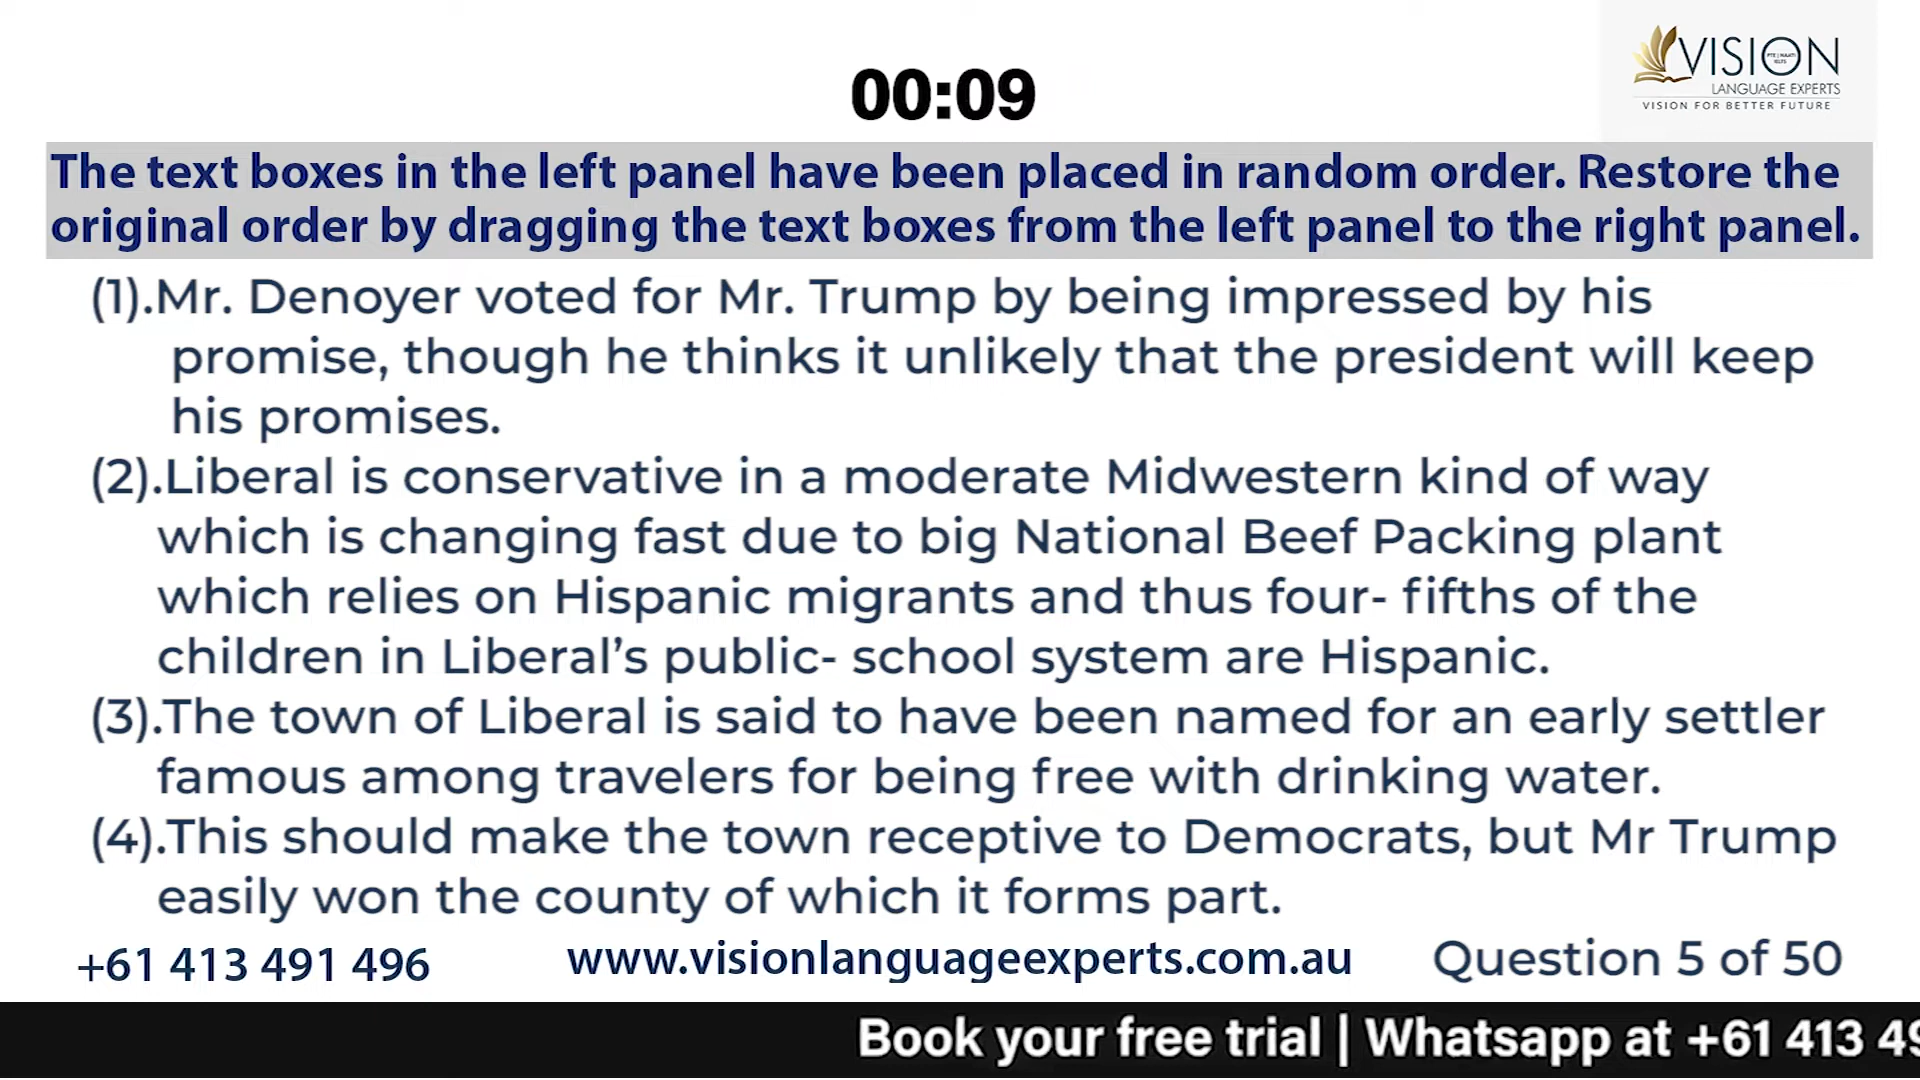 VISION
PTE | NAATI
IELTS
LANGUAGE EXPERTS
VISION FOR BETTER FUTURE
00:09
The text boxes in the left panel have been placed in random order. Restore the
original order by dragging the text boxes from the left panel to the right panel.
(1).Mr. Denoyer voted for Mr. Trump by being impressed by his
promise, though he thinks it unlikely that the president will keep
his promises.
(2).Liberal is conservative in a moderate Midwestern kind of way
which is changing fast due to big National Beef Packing plant
which relies on Hispanic migrants and thus four- fifths of the
children in Liberal’s public- school system are Hispanic.
(3).The town of Liberal is said to have been named for an early settler
famous among travelers for being free with drinking water.
(4).This should make the town receptive to Democrats, but Mr Trump
easily won the county of which it forms part.
+61 413 491 496
www.visionlanguageexperts.com.au
Question 5 of 50
Book your free trial | Whatsapp at +61 413 49